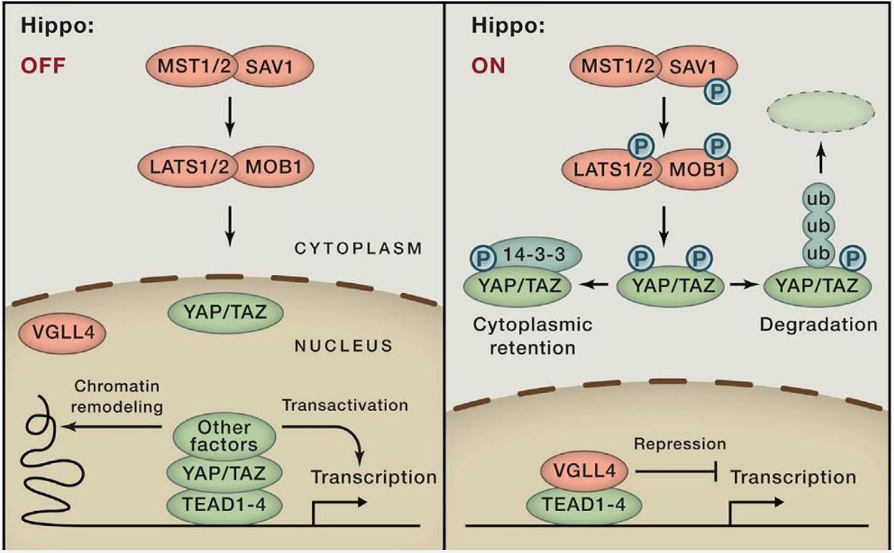 Hippo:
OFF
MST1/2 SAV1
LATS1/2 MOB1
CYTOPLASM
YAP/TAZ
VGLL4
NUCLEUS
Chromatin
remodeling
Transactivation
Other
factors
YAP/TAZ
Transcription
TEAD1-4
Hippo:
ON
MST1/2 SAV1
P
P P
LATS1/2 MOB1
ub
ub
ub
P 14-3-3
P P
P
YAP/TAZ
YAP/TAZ
YAP/TAZ
Cytoplasmic
retention
Degradation
Repression
VGLL4
Transcription
TEAD1-4